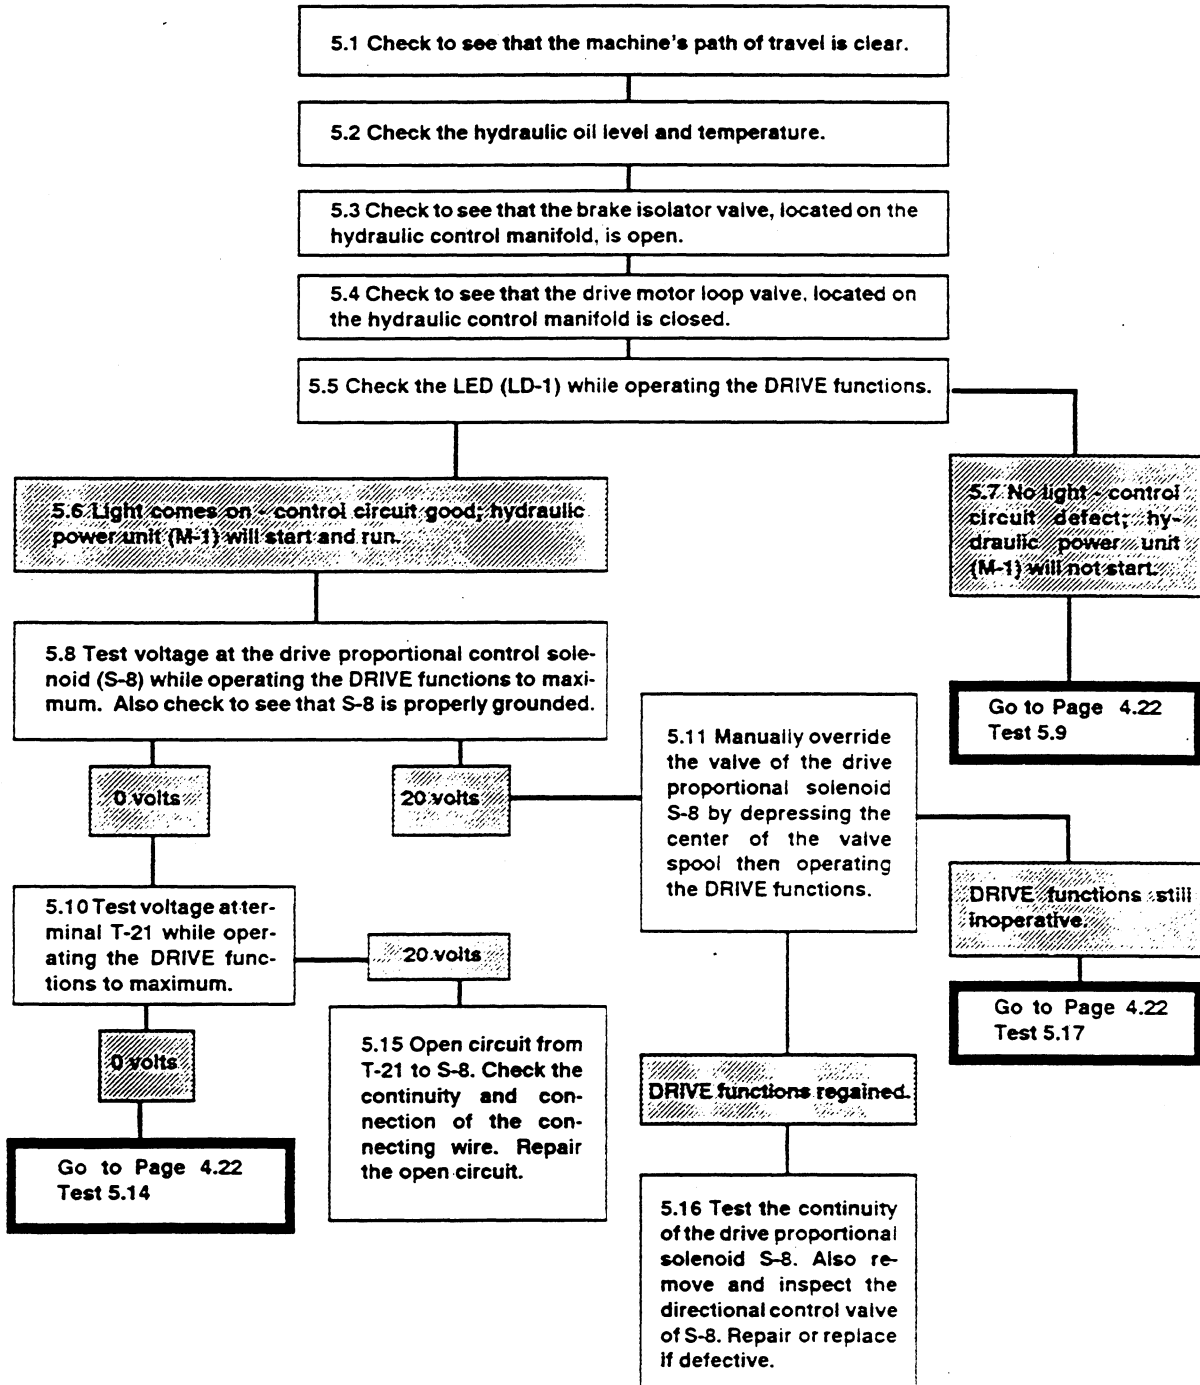 5.1 Check to see that the machine's path of travel is clear.
5.2 Check the hydraulic oil level and temperature.
5.3 Check to see that the brake isolator valve, located on the
hydraulic control manifold, is open.
5.4 Check to see that the drive motor loop valve, located on
the hydraulic control manifold is closed.
5.5 Check the LED (LD-1) while operating the DRIVE functions.
5.6 Light comes on - control circuit good; hydraulic
power unit (M-1) will start and run.
5.7 No light - control
circuit defect; hy-
draulic power unit
(M-1) will not start.
Go to Page 4.22
Test 5.9
5.8 Test voltage at the drive proportional control sole-
noid (S-8) while operating the DRIVE functions to maxi-
mum. Also check to see that S-8 is properly grounded.
0 volts
20 volts
5.11 Manually override
the valve of the drive
proportional solenoid
S-8 by depressing the
center of the valve
spool then operating
the DRIVE functions.
DRIVE functions still
inoperative.
Go to Page 4.22
Test 5.17
5.10 Test voltage at ter-
minal T-21 while oper-
ating the DRIVE func-
tions to maximum.
20 volts
0 volts
5.15 Open circuit from
T-21 to S-8. Check the
continuity and con-
nection of the con-
necting wire. Repair
the open circuit.
Go to Page 4.22
Test 5.14
DRIVE functions regained.
5.16 Test the continuity
of the drive proportional
solenoid S-8. Also re-
move and inspect the
directional control valve
of S-8. Repair or replace
if defective.